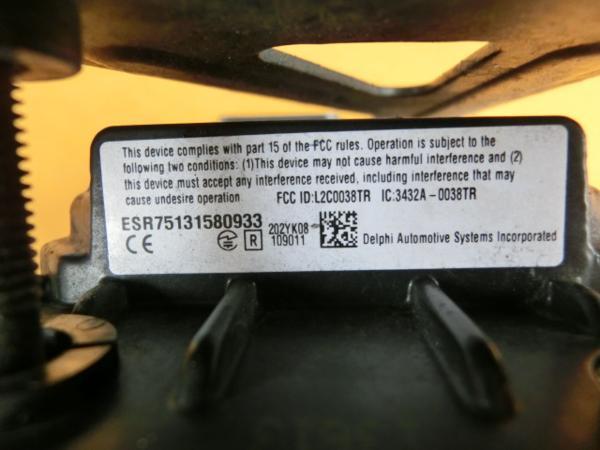 This device complies with part 15 of the FCC rules. Operation is subject to the
following two conditions: (1)This device may not cause harmful interference and (2)
this device must accept any interference received, including interference that may
cause undesire operation FCC ID:L2C0038TR IC:3432A-0038TR
ESR75131580933
CE R 202YK08-
109011 Delphi Automotive Systems Incorporated